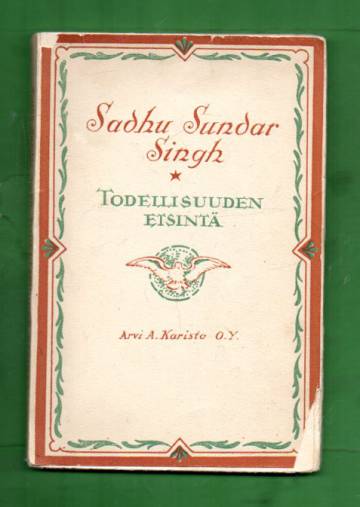 Sadhu Sundar
Singh
TODELLISUUDEN
ETSINTÄ
Arvi A. Karisto O.Y.